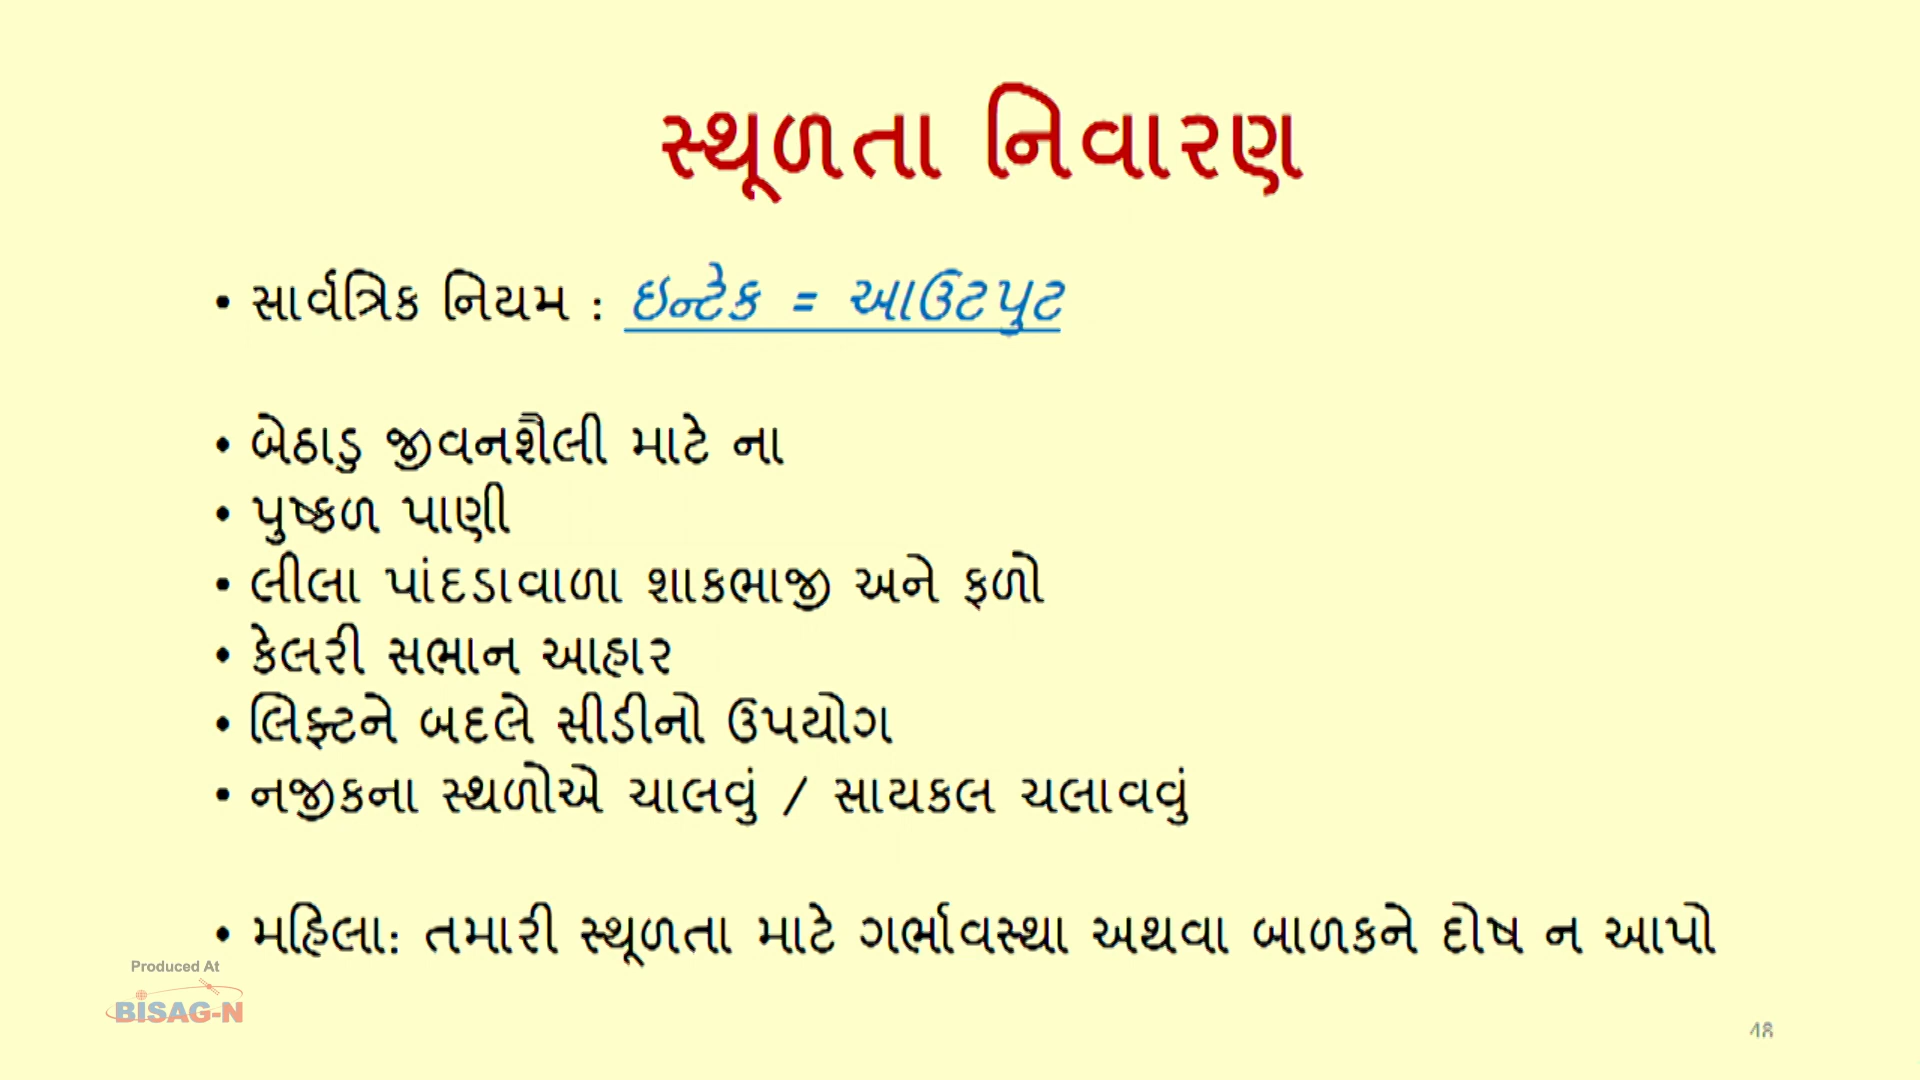 સ્થૂળતા નિવારણ
• સાર્વત્રિક નિયમ : ઇન્ટેક = આઉટપુટ
• બેઠાડુ જીવનશૈલી માટે ના
• પુષ્કળ પાણી
• લીલા પાંદડાવાળા શાકભાજી અને ફળો
• કેલરી સભાન આહાર
• લિફ્ટને બદલે સીડીનો ઉપયોગ
• નજીકના સ્થળોએ ચાલવું / સાયકલ ચલાવવું
• મહિલા: તમારી સ્થૂળતા માટે ગર્ભાવસ્થા અથવા બાળકને દોષ ન આપો
Produced At
BISAG-N
48